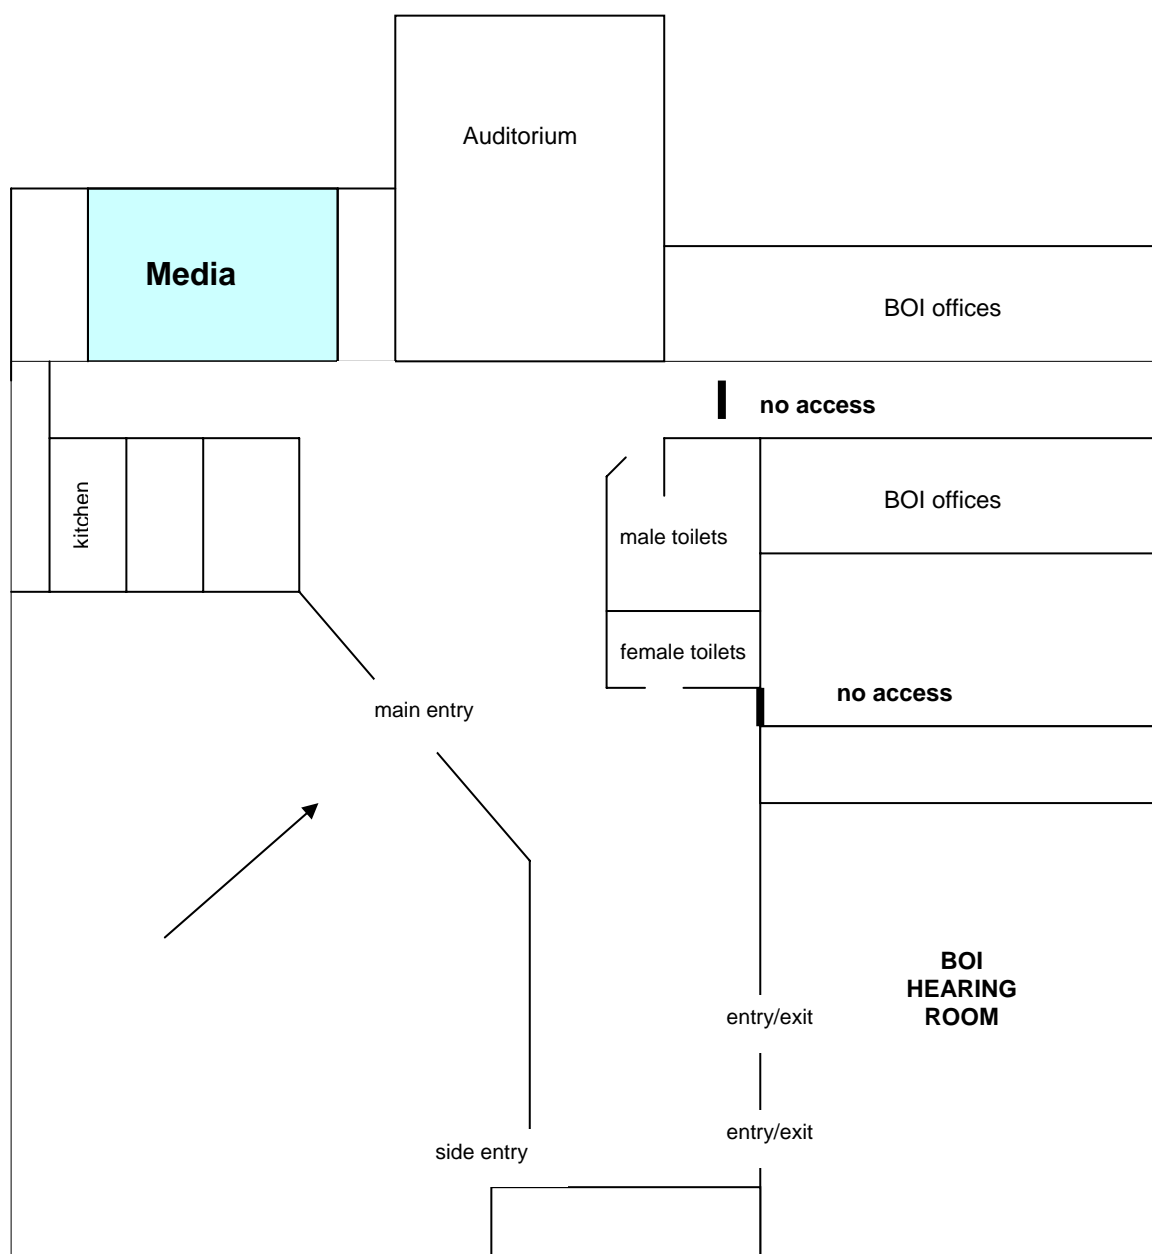 Auditorium
Media
BOI offices
no access
kitchen
BOI offices
male toilets
female toilets
no access
main entry
BOI
HEARING
ROOM
entry/exit
entry/exit
side entry